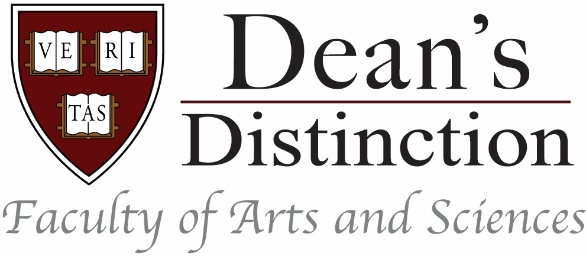 VE RI
TAS
Dean's
Distinction
Faculty of Arts and Sciences